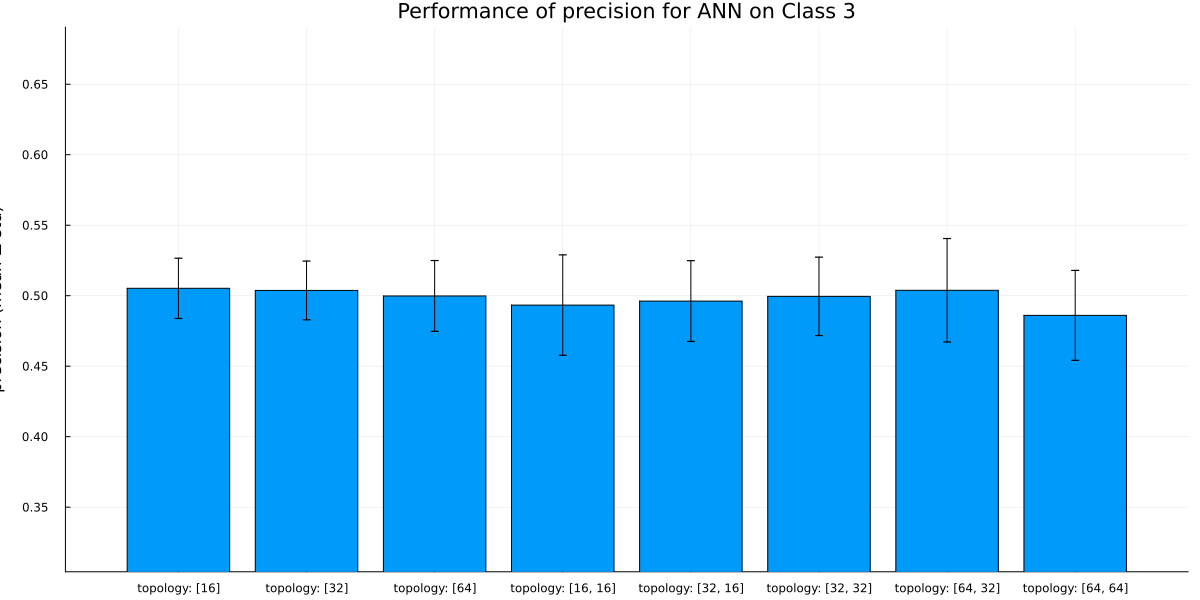 Performance of precision for ANN on Class 3
0.65
0.60
0.55
0.50
0.45
0.40
0.35
topology: [16]
topology: [32]
topology: [64]
topology: [16, 16]
topology: [32, 16]
topology: [32, 32]
topology: [64, 32]
topology: [64, 64]